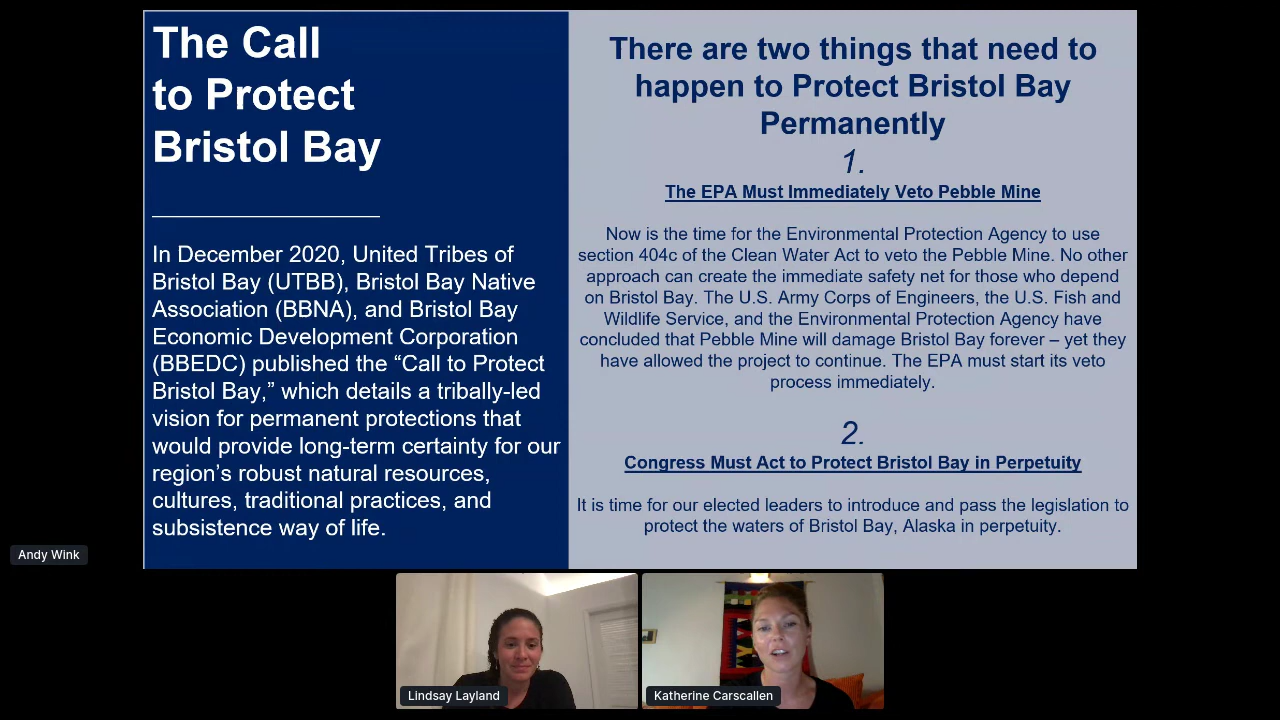 The Call
to Protect
Bristol Bay
In December 2020, United Tribes of
Bristol Bay (UTBB), Bristol Bay Native
Association (BBNA), and Bristol Bay
Economic Development Corporation
(BBEDC) published the “Call to Protect
Bristol Bay,” which details a tribally-led
vision for permanent protections that
would provide long-term certainty for our
region’s robust natural resources,
cultures, traditional practices, and
subsistence way of life.
There are two things that need to
happen to Protect Bristol Bay
Permanently
1.
The EPA Must Immediately Veto Pebble Mine
Now is the time for the Environmental Protection Agency to use
section 404c of the Clean Water Act to veto the Pebble Mine. No other
approach can create the immediate safety net for those who depend
on Bristol Bay. The U.S. Army Corps of Engineers, the U.S. Fish and
Wildlife Service, and the Environmental Protection Agency have
concluded that Pebble Mine will damage Bristol Bay forever – yet they
have allowed the project to continue. The EPA must start its veto
process immediately.
2.
Congress Must Act to Protect Bristol Bay in Perpetuity
It is time for our elected leaders to introduce and pass the legislation to
protect the waters of Bristol Bay, Alaska in perpetuity.
Andy Wink
Lindsay Layland
Katherine Carscallen